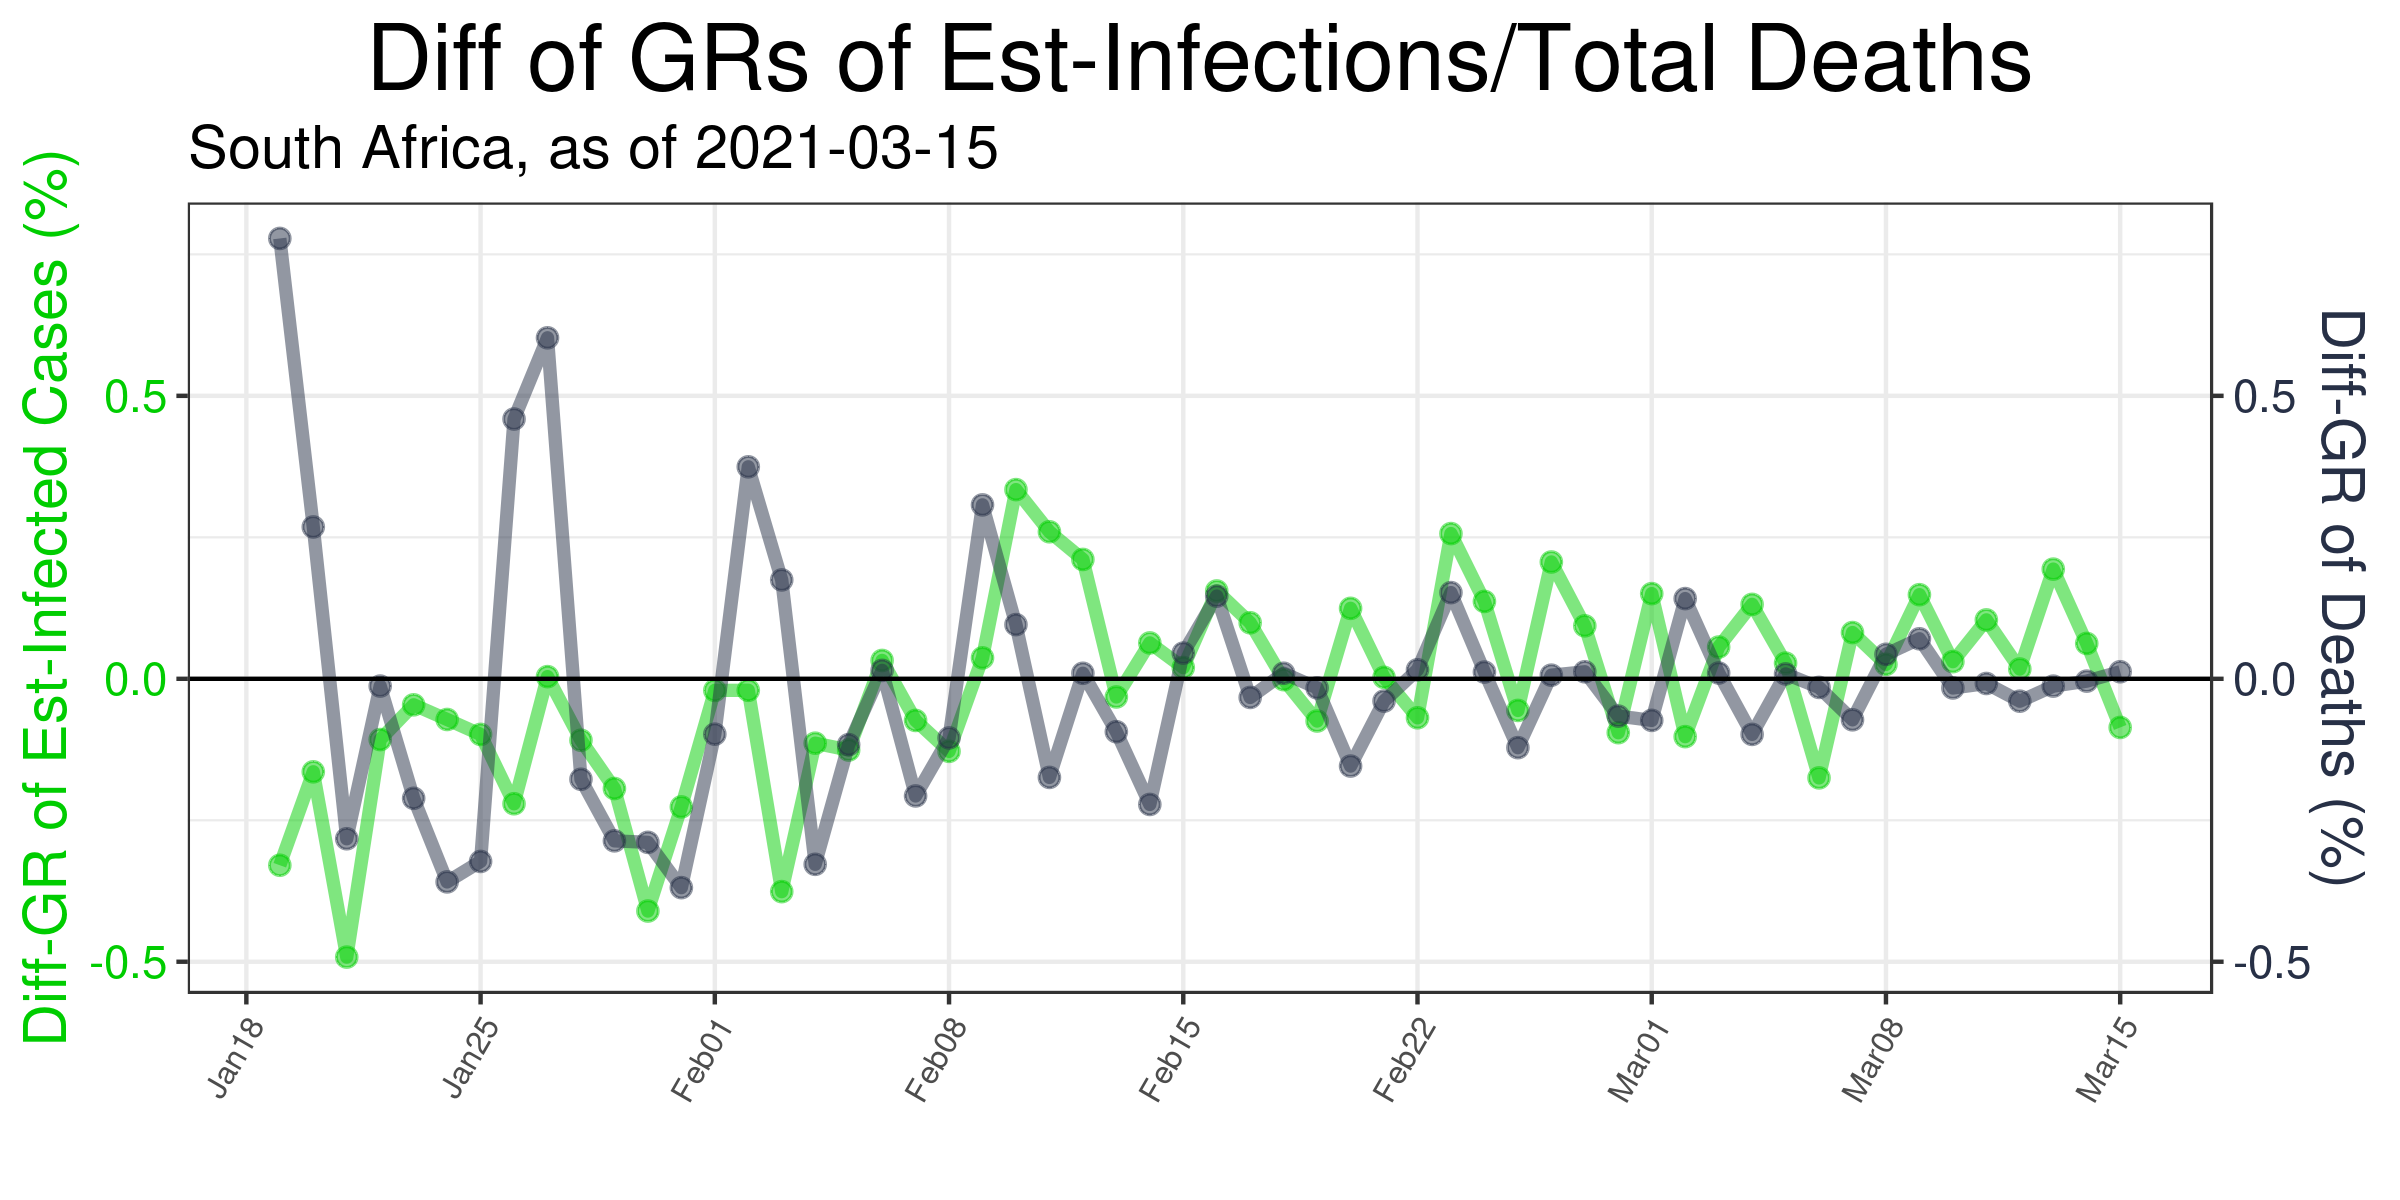 Diff of GRs of Est-Infections/Total Deaths
South Africa, as of 2021-03-15
Diff-GR of Est-Infected Cases (%)
0.5
0.0
-0.5
0.5
0.0
-0.5
Diff-GR of Deaths (%)
Jan18
Jan25
Feb01
Feb08
Feb15
Feb22
Mar01
Mar08
Mar15